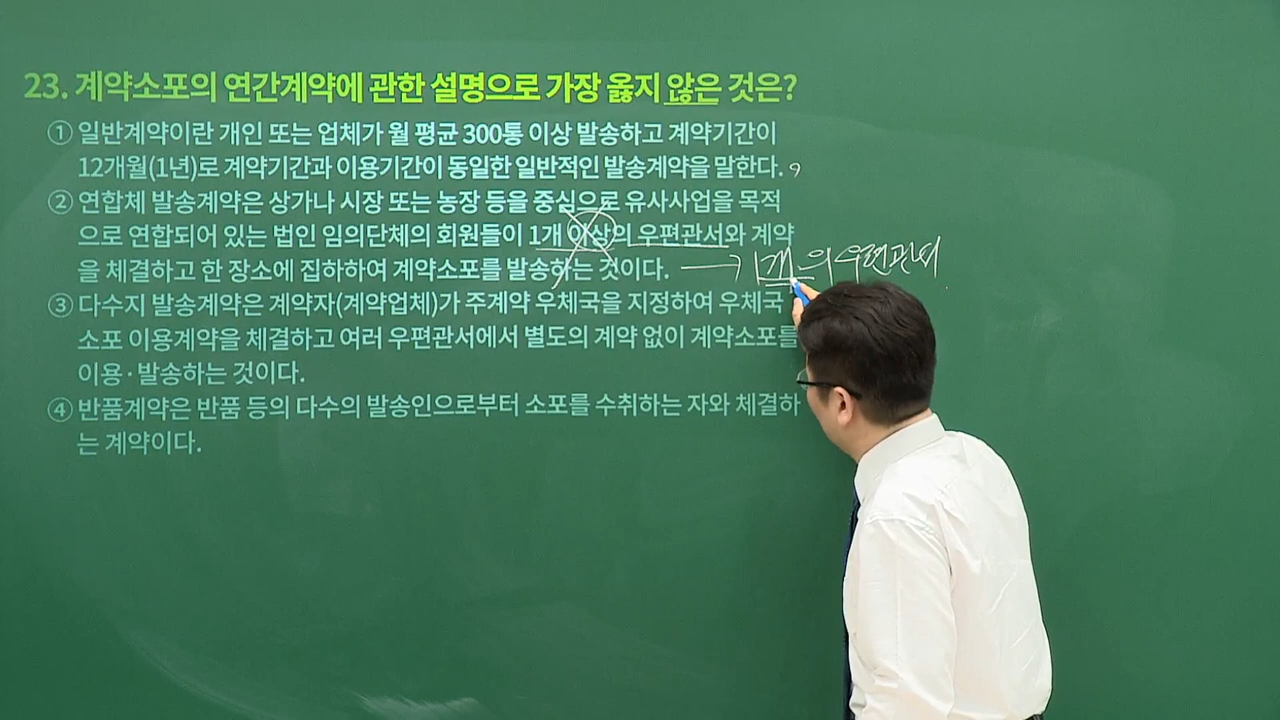 23. 계약소포의 연간계약에 관한 설명으로 가장 옳지 않은 것은?
① 일반계약이란 개인 또는 업체가 월 평균 300통 이상 발송하고 계약기간이
12개월(1년)로 계약기간과 이용기간이 동일한 일반적인 발송계약을 말한다.
② 연합체 발송계약은 상가나 시장 또는 농장 등을 중심으로 유사사업을 목적
으로 연합되어 있는 법인 임의단체의 회원들이 1개 이상의 우편관서와 계약
을 체결하고 한 장소에 집하하여 계약소포를 발송하는 것이다. → 1개의 우편관서
③ 다수지 발송계약은 계약자(계약업체)가 주계약 우체국을 지정하여 우체국
소포 이용계약을 체결하고 여러 우편관서에서 별도의 계약 없이 계약소포를
이용·발송하는 것이다.
④ 반품계약은 반품 등의 다수의 발송인으로부터 소포를 수취하는 자와 체결하
는 계약이다.